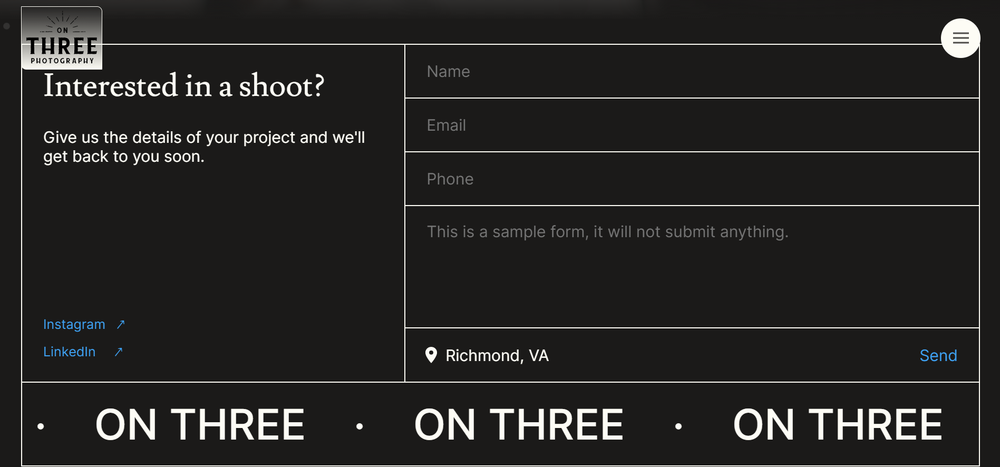 ON
THREE
PHOTOGRAPHY
Interested in a shoot?
Give us the details of your project and we'll
get back to you soon.
Instagram ↗
LinkedIn ↗
Name
Email
Phone
This is a sample form, it will not submit anything.
Richmond, VA
Send
• ON THREE • ON THREE • ON THREE